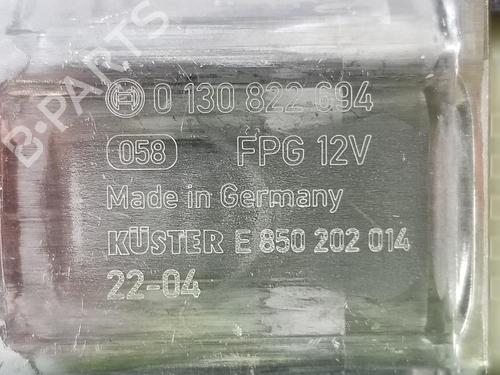 B-PARTS
0 130 822 694
058 FPG 12V
Made in Germany
KÜSTER E 850 202 014
22-04